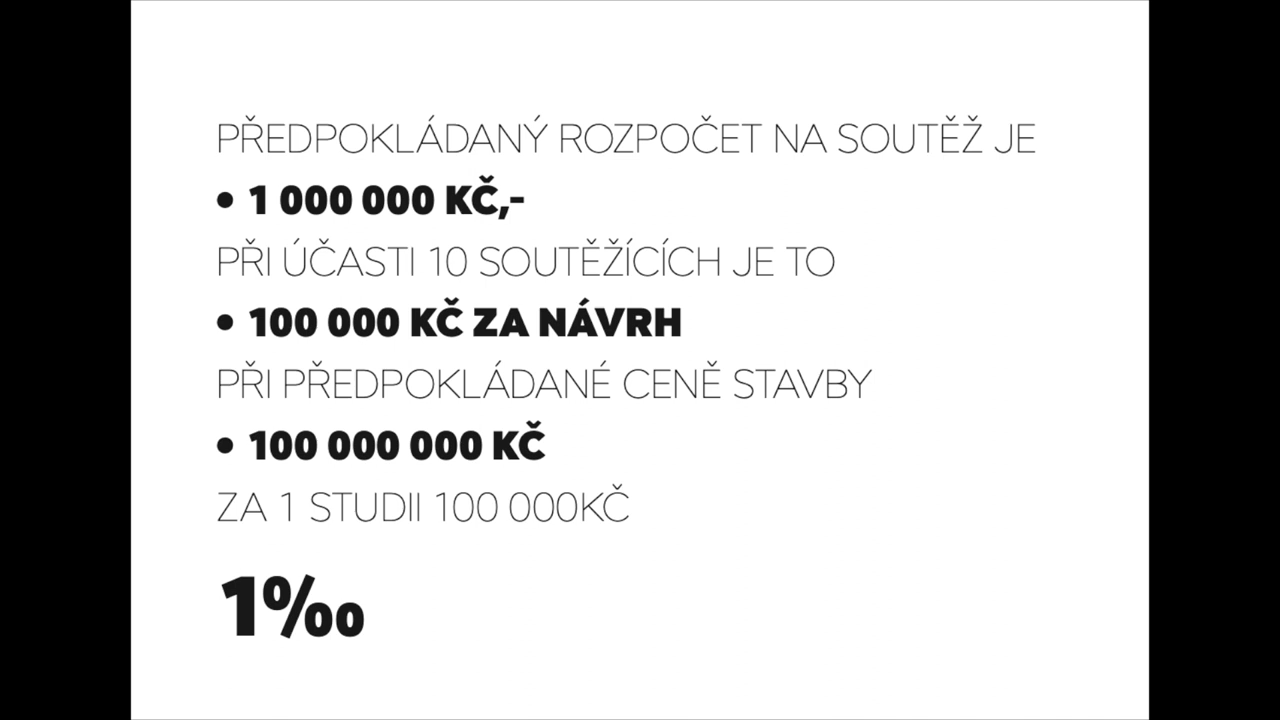 PŘEDPOKLÁDANÝ ROZPOČET NA SOUTĚŽ JE
• 1 000 000 KČ,-
PŘI ÚČASTI 10 SOUTĚŽÍCÍCH JE TO
• 100 000 KČ ZA NÁVRH
PŘI PŘEDPOKLÁDANÉ CENĚ STAVBY
• 100 000 000 KČ
ZA 1 STUDII 100 000KČ
1‰